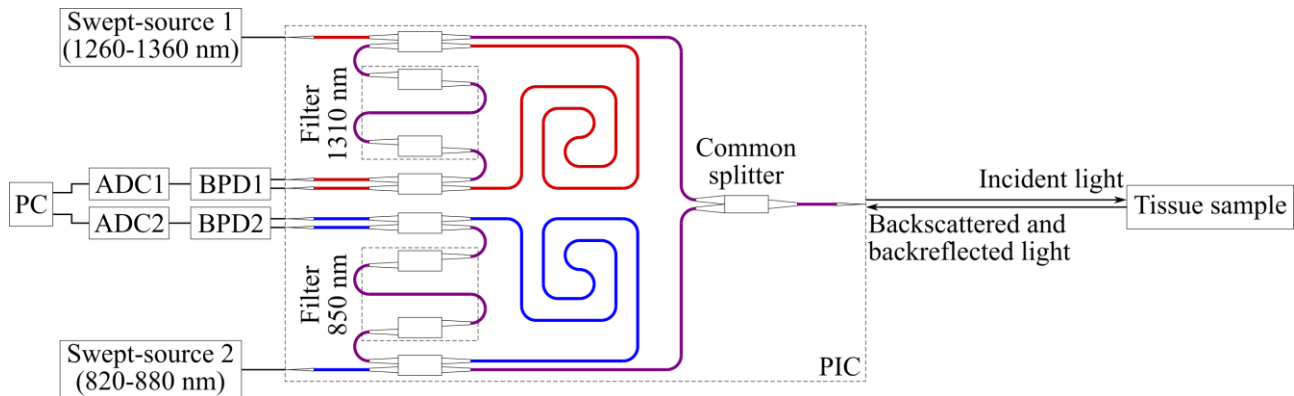 Swept-source 1
(1260-1360 nm)
Filter
1310 nm
Common
splitter
Incident light
Tissue sample
Backscattered and
backreflected light
PC
ADC1
BPD1
ADC2
BPD2
Filter
850 nm
Swept-source 2
(820-880 nm)
PIC